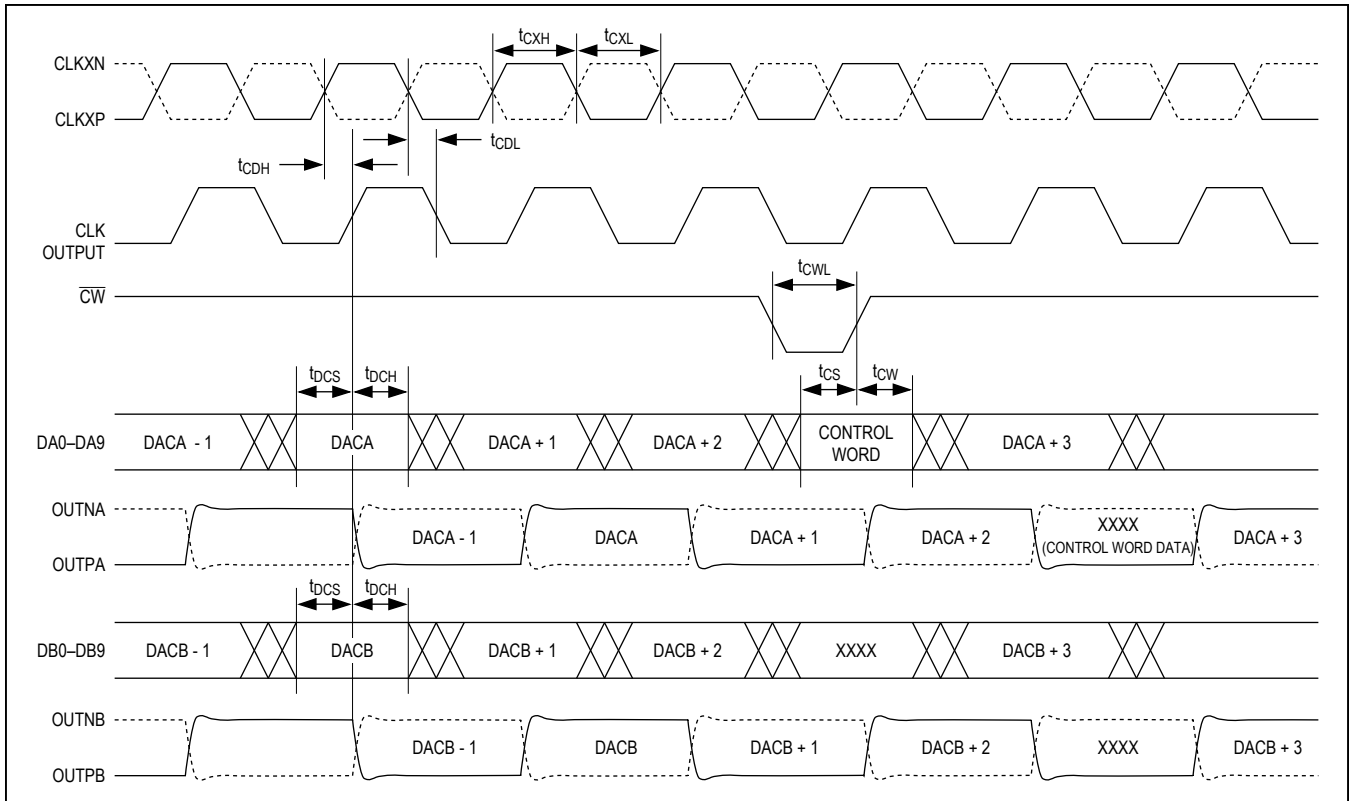 tCXH tCXL
CLKXN
CLKXP
tCDL
tCDH
CLK
OUTPUT
tCWL
CW
tDCS tDCH tCS tCW
DA0–DA9 DACA - 1 DACA DACA + 1 DACA + 2 CONTROL WORD DACA + 3
OUTNA
DACA - 1 DACA DACA + 1 DACA + 2 XXXX (CONTROL WORD DATA) DACA + 3
OUTPA
tDCS tDCH
DB0–DB9 DACB - 1 DACB DACB + 1 DACB + 2 XXXX DACB + 3
OUTNB
DACB - 1 DACB DACB + 1 DACB + 2 XXXX DACB + 3
OUTPB